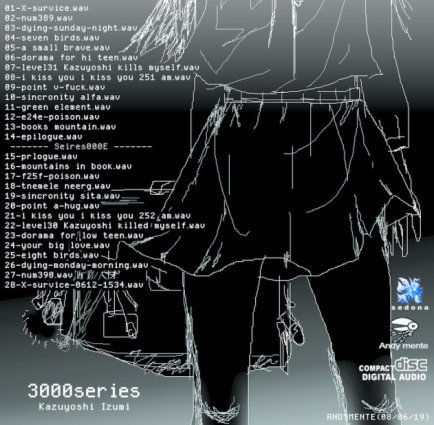 01-X-survice.wav
02-num389.wav
03-dying-sunday-night.wav
04-seven birds.wav
05-a small brave.wav
06-dorama for hi teen.wav
07-level31 Kazuyoshi kills myself.wav
08-i kiss you i kiss you 251 am.wav
09-point v-fuck.wav
10-sincronity alfa.wav
11-green element.wav
12-e24e-poison.wav
13-books mountain.wav
14-epilogue.wav
------- Seires000E -------
15-prilogue.wav
16-mountains in book.wav
17-f25f-poison.wav
18-tnemele neerg.wav
19-sincronity sita.wav
20-point a-hug.wav
21-i kiss you i kiss you 252 am.wav
22-level30 Kazuyoshi killed myself.wav
23-dorama for low teen.wav
24-your big love.wav
25-eight birds.wav
26-dying-monday-morning.wav
27-num390.wav
28-X-survice-0612-1534.wav
sedona
Andy mente
COMPACT disc
DIGITAL AUDIO
3000series
Kazuyoshi Izumi
ANDYMENTE(08/06/19)